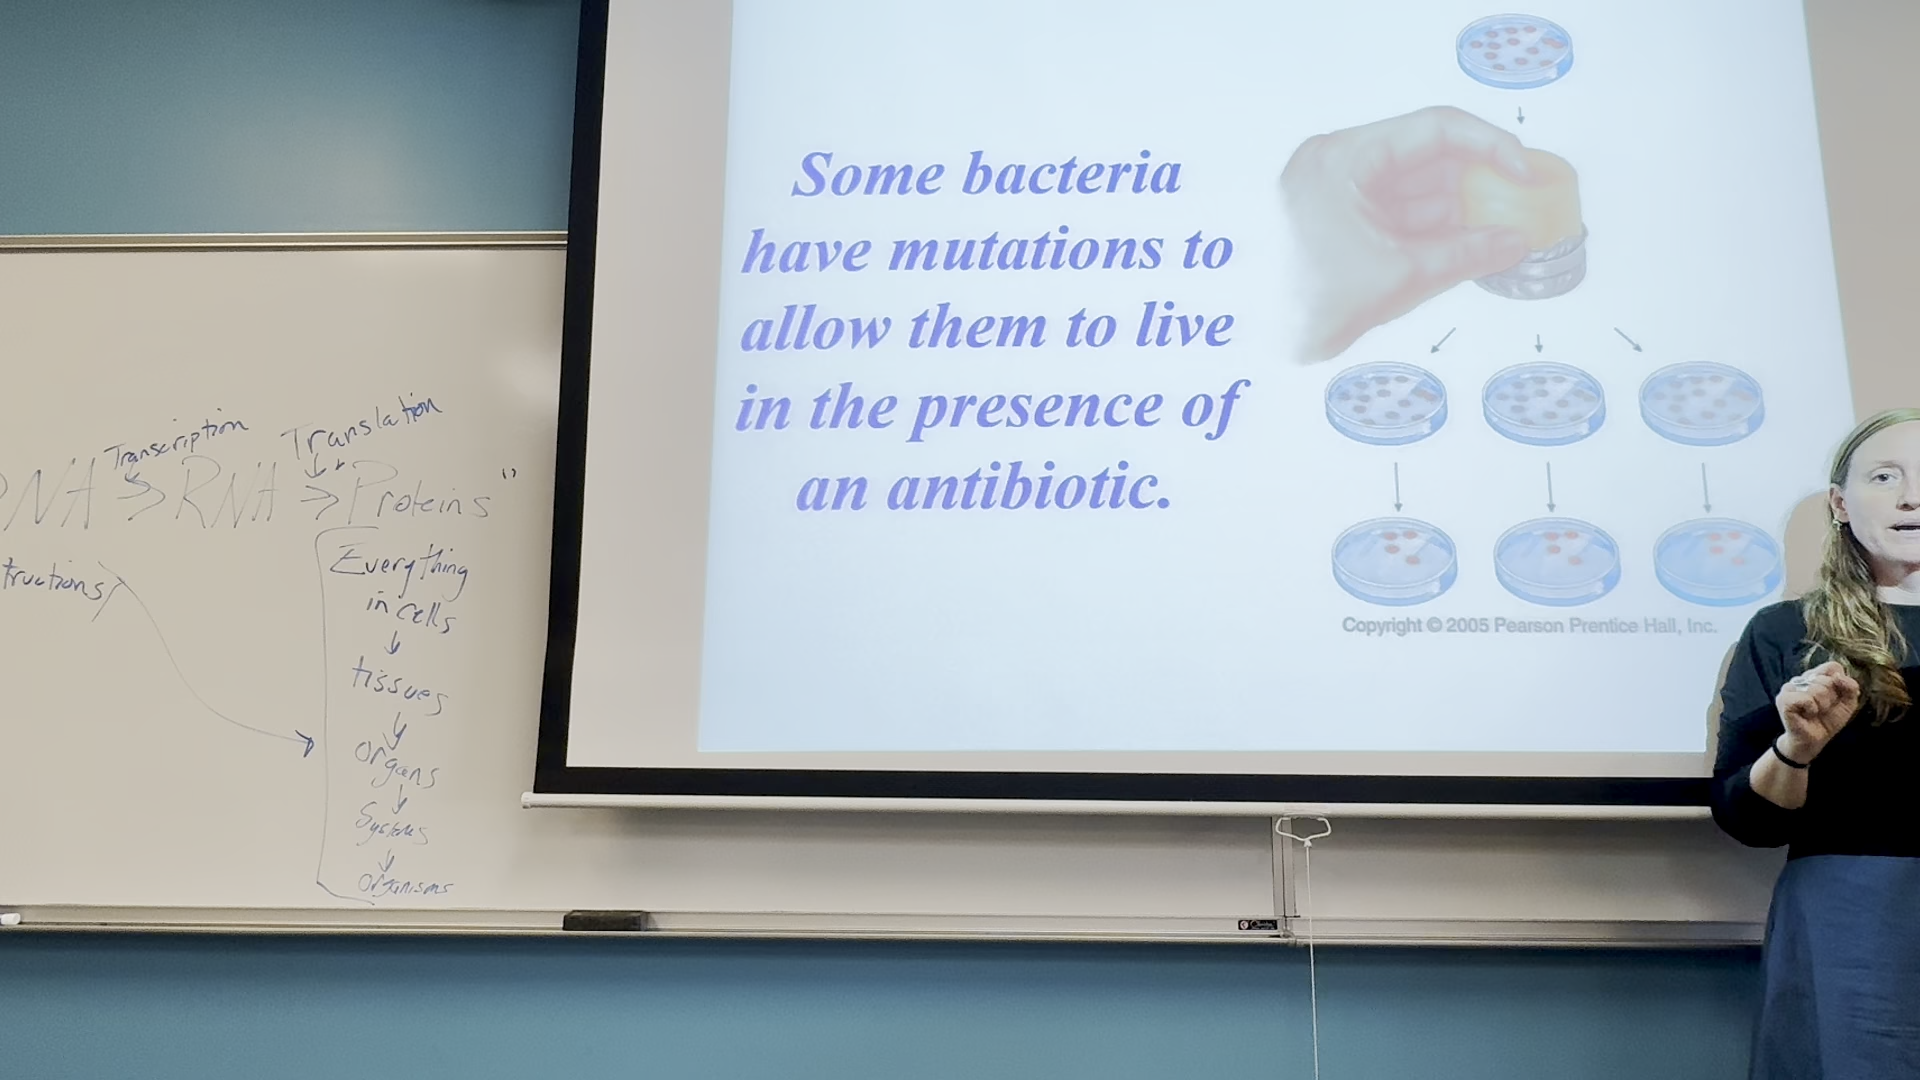 Transcription Translation
NA → RNA → Proteins"
tructions)
Everything
in cells
↓
tissues
↓
organs
↓
Systems
↓
organisms
Some bacteria
have mutations to
allow them to live
in the presence of
an antibiotic.
Copyright © 2005 Pearson Prentice Hall, Inc.